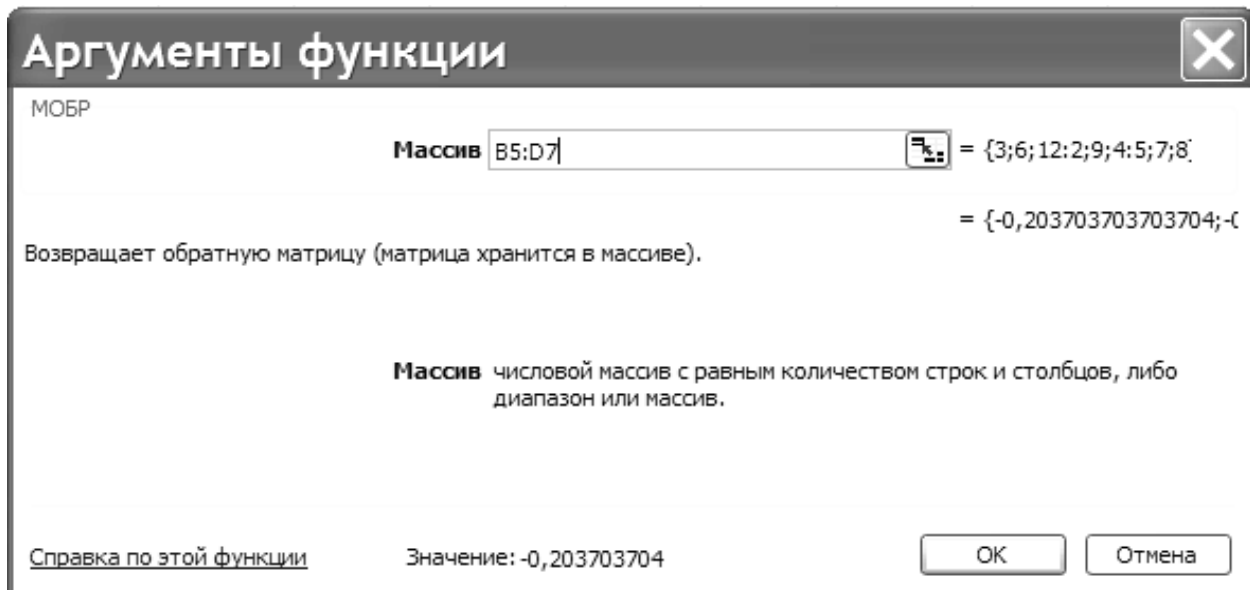 Аргументы функции
МОБР
Массив B5:D7 = {3;6;12:2;9;4:5;7;8}
= {-0,203703703703704;-0
Возвращает обратную матрицу (матрица хранится в массиве).
Массив числовой массив с равным количеством строк и столбцов, либо
диапазон или массив.
Справка по этой функции Значение: -0,203703704 OK Отмена